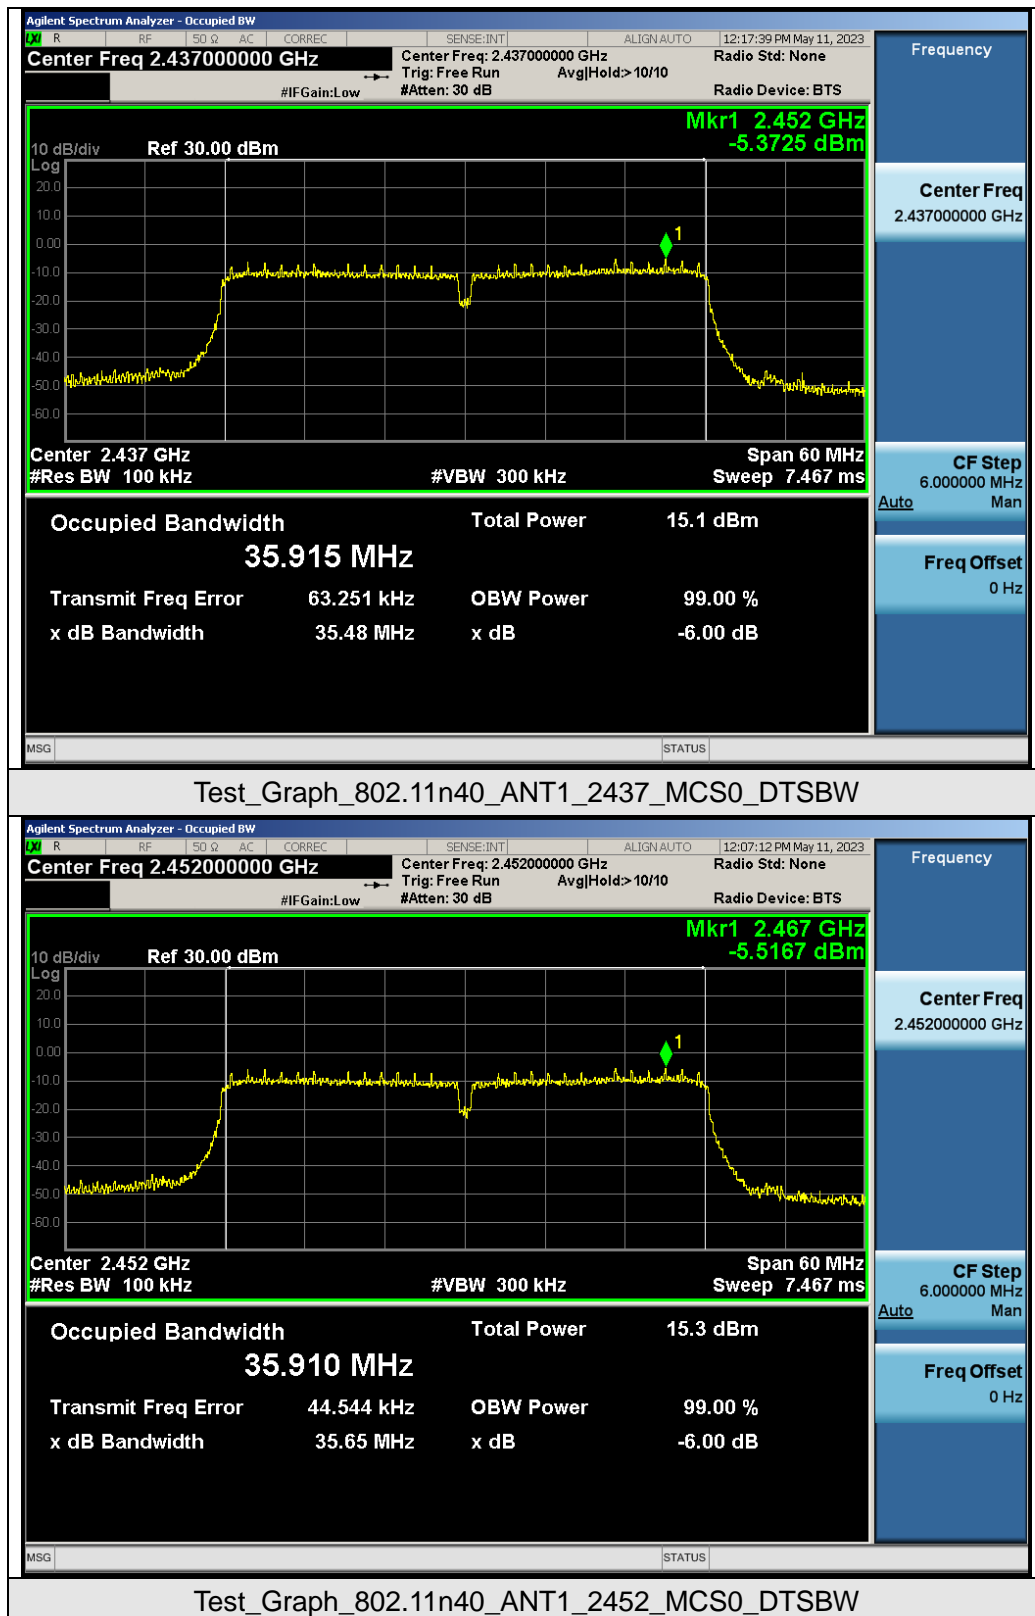 Agilent Spectrum Analyzer - Occupied BW
LXI R RF 50 Ω AC CORREC SENSE:INT ALIGN AUTO 12:17:39 PM May 11, 2023
Center Freq 2.437000000 GHz Center Freq: 2.437000000 GHz Radio Std: None
Trig: Free Run Avg|Hold:>10/10
#IFGain:Low #Atten: 30 dB Radio Device: BTS
Frequency
Mkr1 2.452 GHz
10 dB/div Ref 30.00 dBm -5.3725 dBm
Log
20.0
10.0
0.00
-10.0
-20.0
-30.0
-40.0
-50.0
-60.0
1
Center 2.437 GHz Span 60 MHz
#Res BW 100 kHz #VBW 300 kHz Sweep 7.467 ms
Occupied Bandwidth Total Power 15.1 dBm
35.915 MHz
Transmit Freq Error 63.251 kHz OBW Power 99.00 %
x dB Bandwidth 35.48 MHz x dB -6.00 dB
Center Freq
2.437000000 GHz
CF Step
6.000000 MHz
Auto Man
Freq Offset
0 Hz
MSG STATUS
Test_Graph_802.11n40_ANT1_2437_MCS0_DTSBW
Agilent Spectrum Analyzer - Occupied BW
LXI R RF 50 Ω AC CORREC SENSE:INT ALIGN AUTO 12:07:12 PM May 11, 2023
Center Freq 2.452000000 GHz Center Freq: 2.452000000 GHz Radio Std: None
Trig: Free Run Avg|Hold:>10/10
#IFGain:Low #Atten: 30 dB Radio Device: BTS
Frequency
Mkr1 2.467 GHz
10 dB/div Ref 30.00 dBm -5.5167 dBm
Log
20.0
10.0
0.00
-10.0
-20.0
-30.0
-40.0
-50.0
-60.0
1
Center 2.452 GHz Span 60 MHz
#Res BW 100 kHz #VBW 300 kHz Sweep 7.467 ms
Occupied Bandwidth Total Power 15.3 dBm
35.910 MHz
Transmit Freq Error 44.544 kHz OBW Power 99.00 %
x dB Bandwidth 35.65 MHz x dB -6.00 dB
Center Freq
2.452000000 GHz
CF Step
6.000000 MHz
Auto Man
Freq Offset
0 Hz
MSG STATUS
Test_Graph_802.11n40_ANT1_2452_MCS0_DTSBW